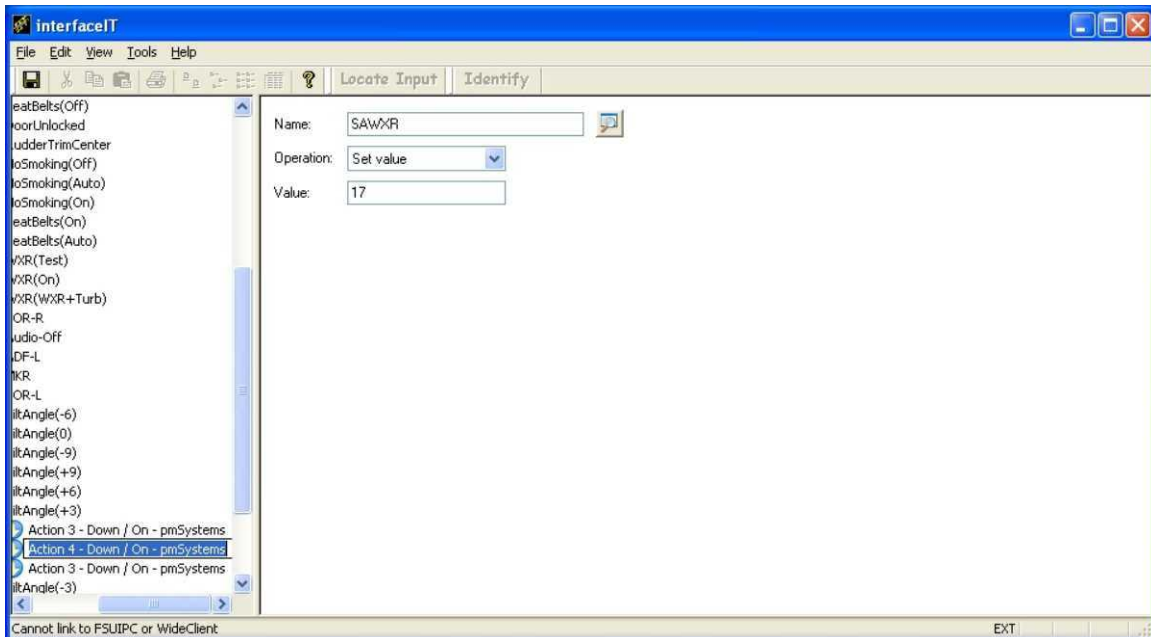 interfaceIT
File Edit View Tools Help
Locate Input Identify
eatBelts(Off)
oorUnlocked
udderTrimCenter
loSmoking(Off)
loSmoking(Auto)
loSmoking(On)
eatBelts(On)
eatBelts(Auto)
VXR(Test)
VXR(On)
VXR(WXR+Turb)
OR-R
udio-Off
DF-L
IKR
OR-L
iltAngle(-6)
iltAngle(0)
iltAngle(-9)
iltAngle(+9)
iltAngle(+6)
iltAngle(+3)
Action 3 - Down / On - pmSystems
Action 4 - Down / On - pmSystems
Action 3 - Down / On - pmSystems
iltAngle(-3)
Name: SAWXR
Operation: Set value
Value: 17
Cannot link to FSUIPC or WideClient EXT